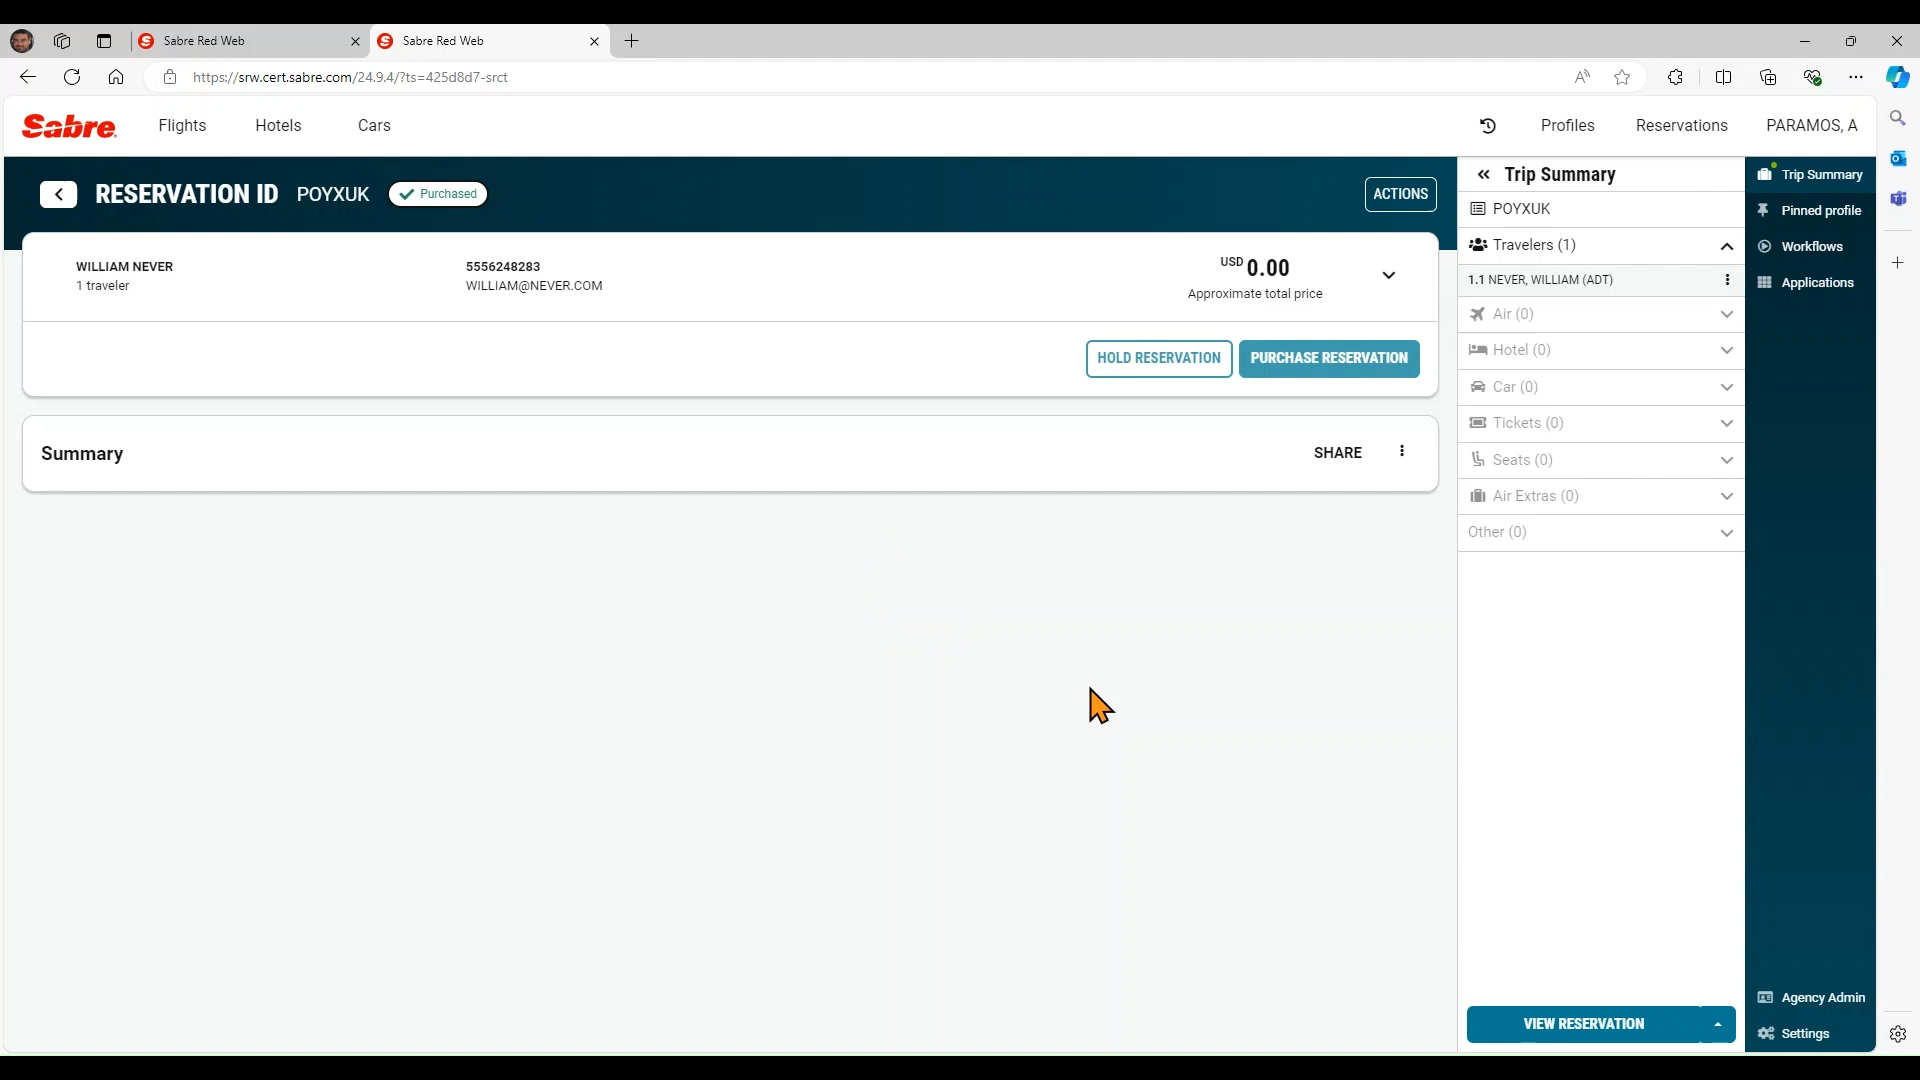 Sabre Red Web
Sabre Red Web
https://srw.cert.sabre.com/24.9.4/?ts=425d8d7-srct
Sabre
Flights
Hotels
Cars
Profiles
Reservations
PARAMOS, A
RESERVATION ID POYXUK
Purchased
ACTIONS
WILLIAM NEVER
1 traveler
5556248283
WILLIAM@NEVER.COM
USD 0.00
Approximate total price
HOLD RESERVATION
PURCHASE RESERVATION
Summary
SHARE
Trip Summary
POYXUK
Travelers (1)
1.1 NEVER, WILLIAM (ADT)
Air (0)
Hotel (0)
Car (0)
Tickets (0)
Seats (0)
Air Extras (0)
Other (0)
VIEW RESERVATION
Trip Summary
Pinned profile
Workflows
Applications
Agency Admin
Settings